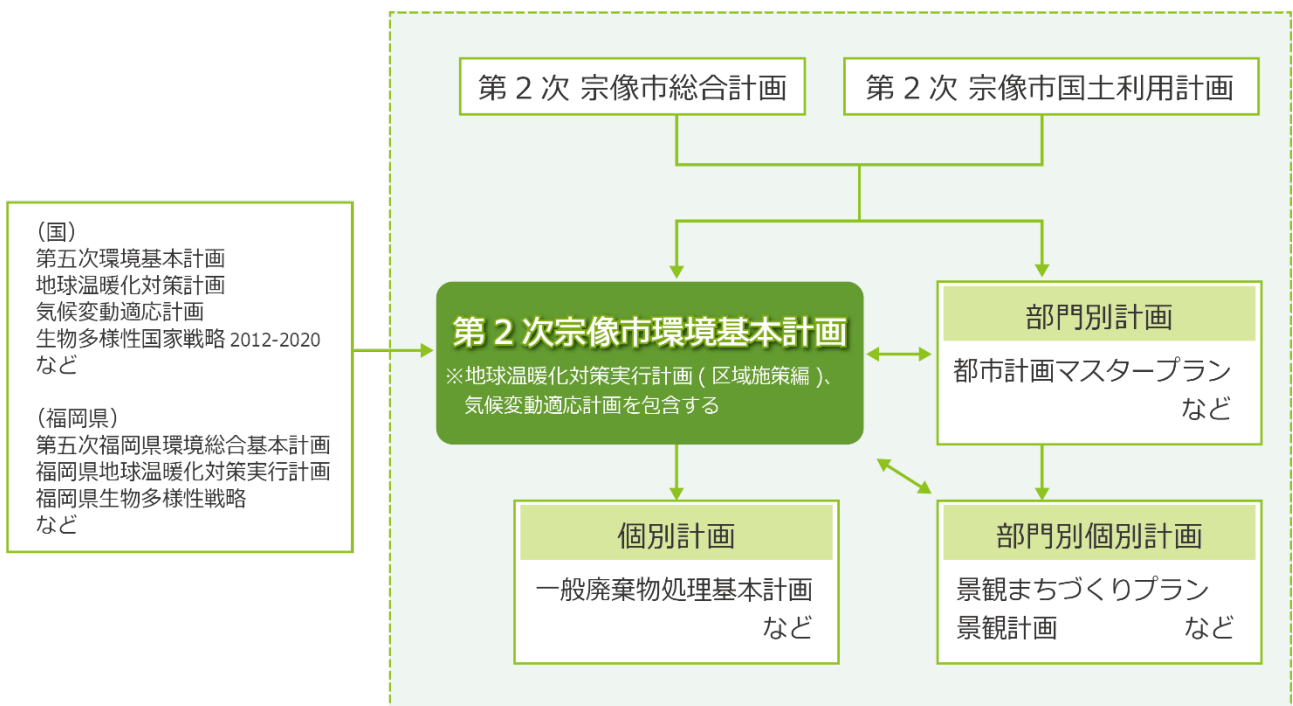 第2次 宗像市総合計画
第2次 宗像市国土利用計画
（国）
第五次環境基本計画
地球温暖化対策計画
気候変動適応計画
生物多様性国家戦略 2012-2020
など
（福岡県）
第五次福岡県環境総合基本計画
福岡県地球温暖化対策実行計画
福岡県生物多様性戦略
など
第2次宗像市環境基本計画
※地球温暖化対策実行計画 ( 区域施策編 )、
気候変動適応計画を包含する
部門別計画
都市計画マスタープラン
など
個別計画
一般廃棄物処理基本計画
など
部門別個別計画
景観まちづくりプラン
景観計画 など